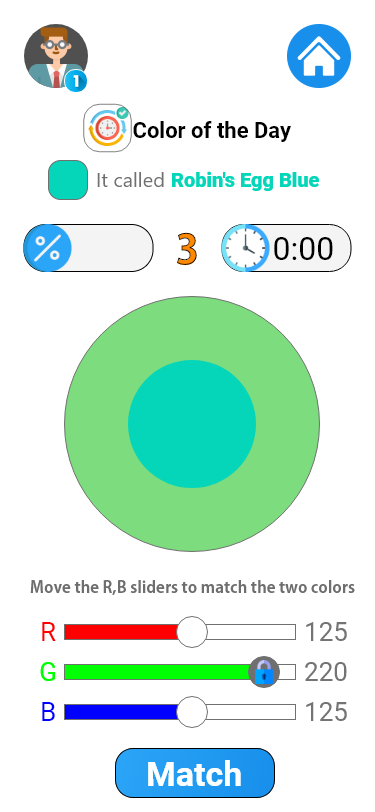 1
Color of the Day
It called Robin's Egg Blue
% 3 0:00
Move the R,B sliders to match the two colors
R 125
G 220
B 125
Match